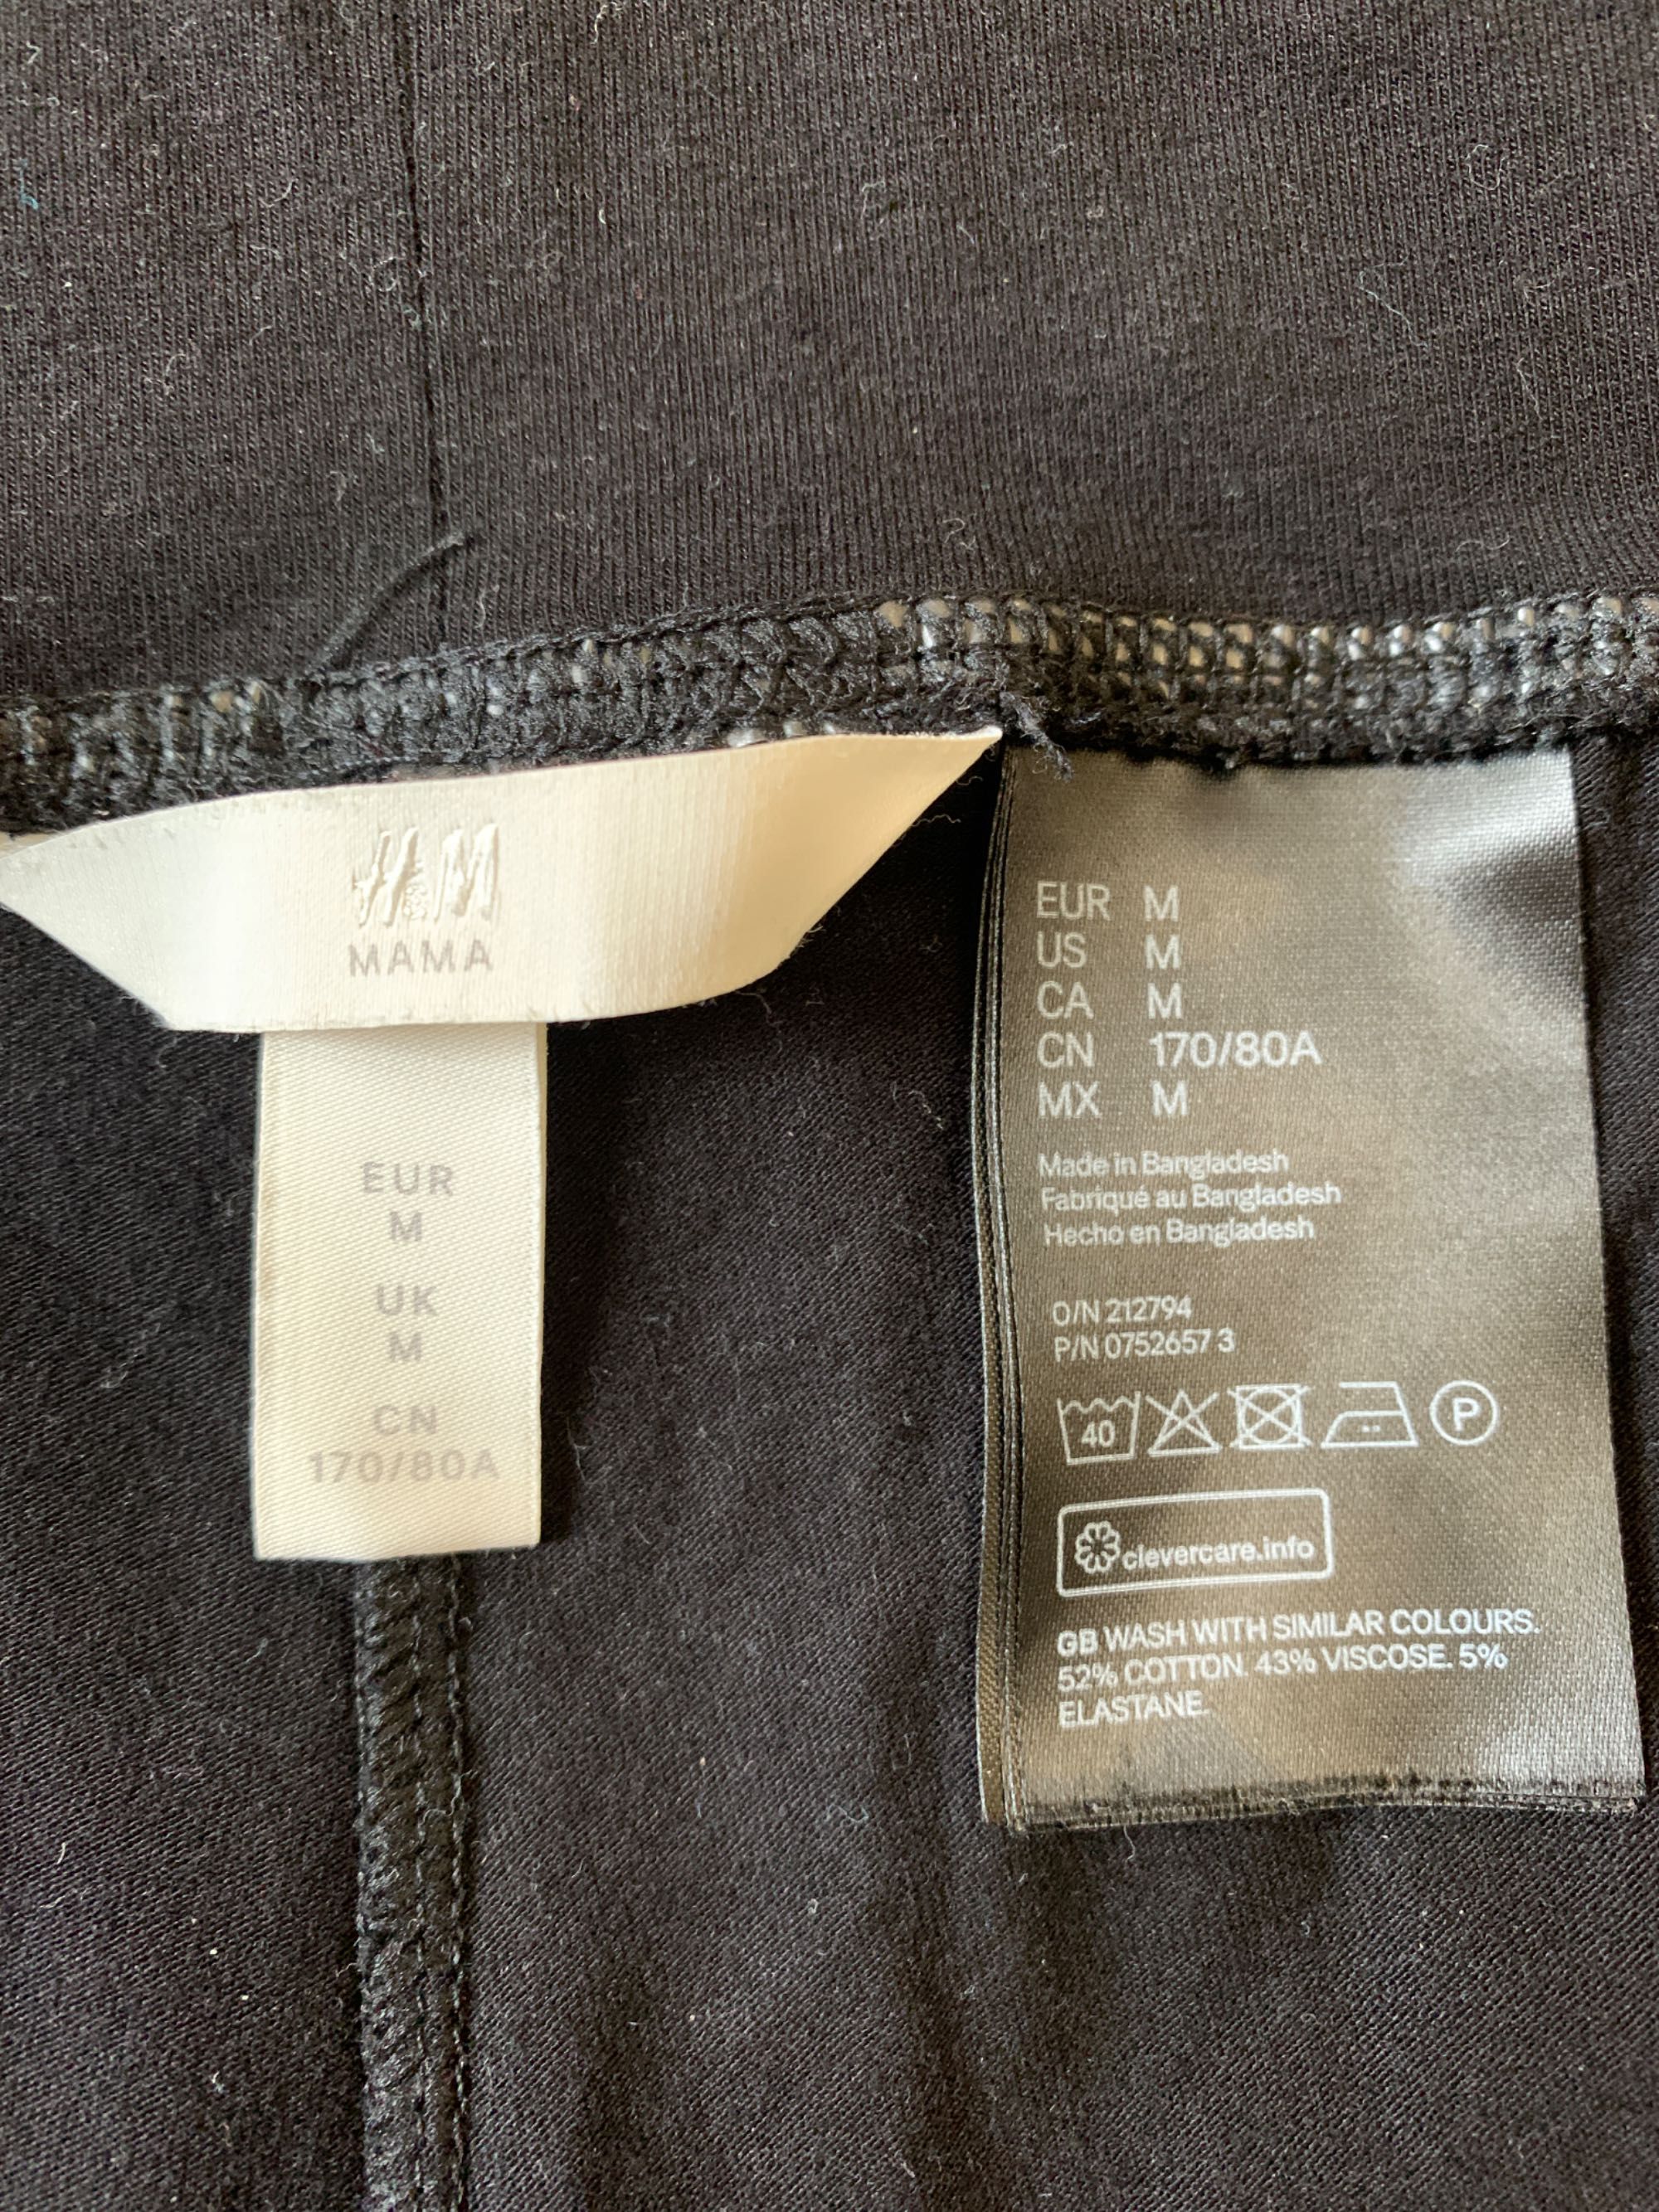 H&M
MAMA
EUR
M
UK
M
CN
170/80A
EUR M
US M
CA M
CN 170/80A
MX M
Made in Bangladesh
Fabriqué au Bangladesh
Hecho en Bangladesh
O/N 212794
P/N 0752657 3
40
P
clevercare.info
GB WASH WITH SIMILAR COLOURS.
52% COTTON. 43% VISCOSE. 5%
ELASTANE.